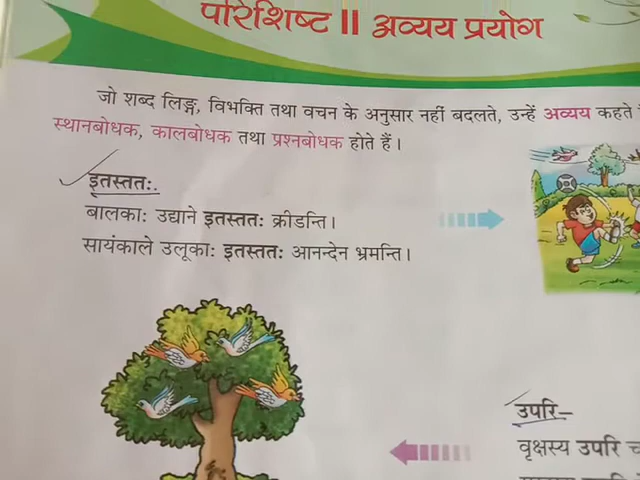 परिशिष्ट II अव्यय प्रयोग
जो शब्द लिङ्ग, विभक्ति तथा वचन के अनुसार नहीं बदलते, उन्हें अव्यय कहते
स्थानबोधक, कालबोधक तथा प्रश्नबोधक होते हैं।
इतस्ततः.
बालकाः उद्याने इतस्ततः क्रीडन्ति।
सायंकाले उलूकाः इतस्ततः आनन्देन भ्रमन्ति।
उपरि–
वृक्षस्य उपरि